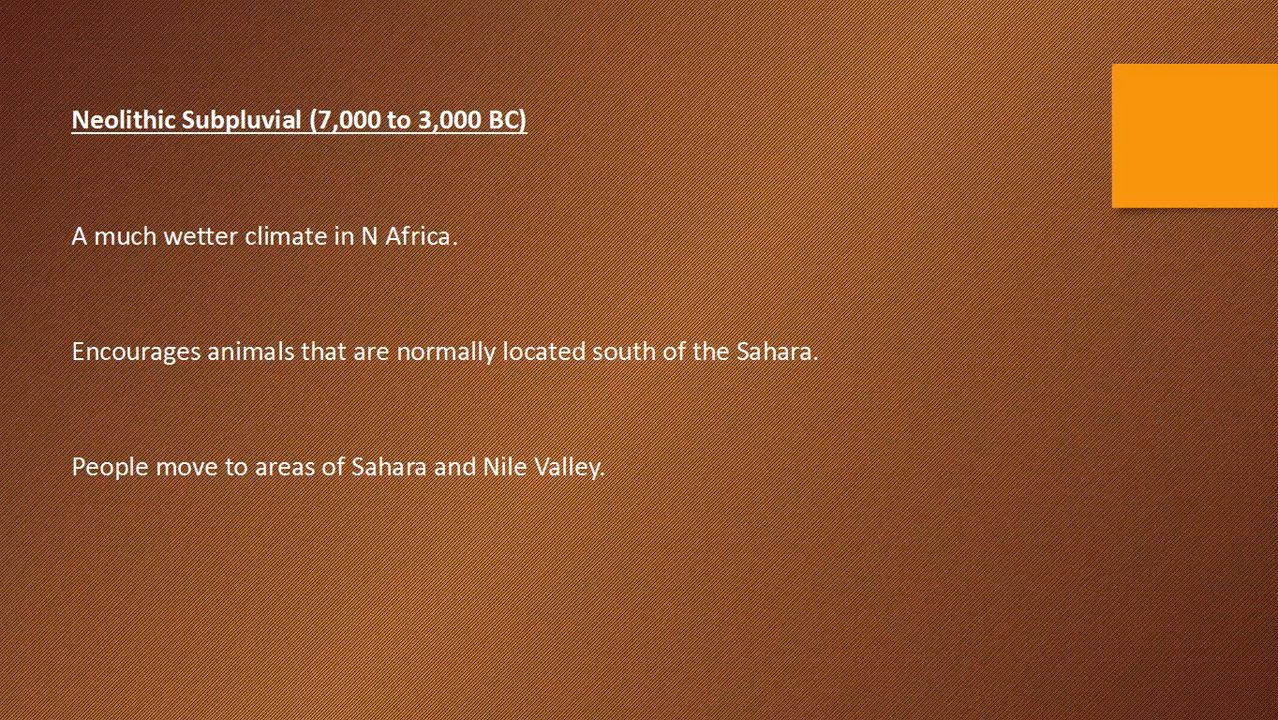 Neolithic Subpluvial (7,000 to 3,000 BC)
A much wetter climate in N Africa.
Encourages animals that are normally located south of the Sahara.
People move to areas of Sahara and Nile Valley.